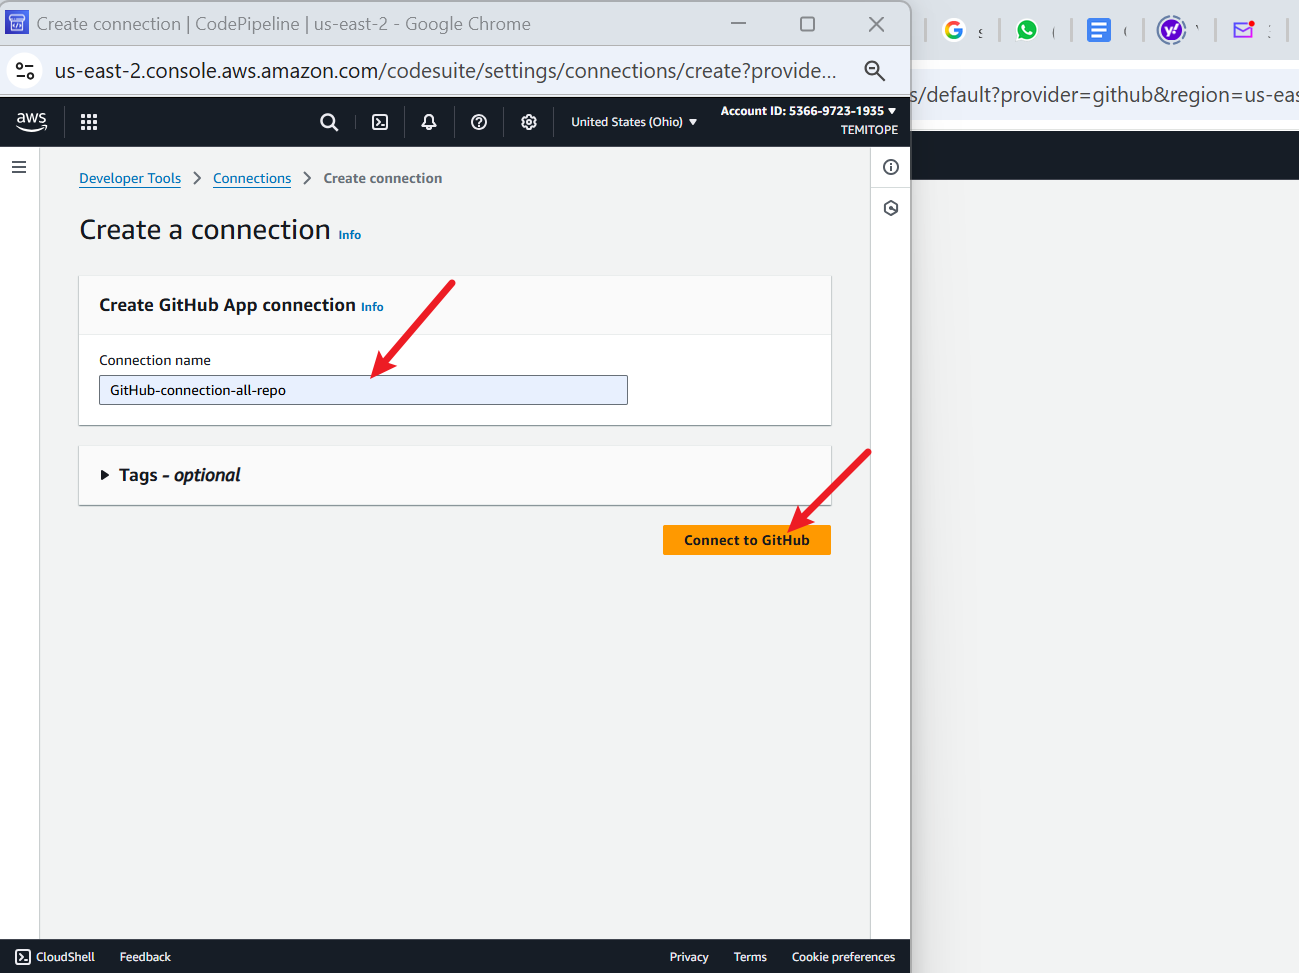 Create connection | CodePipeline | us-east-2 - Google Chrome
us-east-2.console.aws.amazon.com/codesuite/settings/connections/create?provide...
s/default?provider=github&region=us-eas
aws
United States (Ohio)
Account ID: 5366-9723-1935
TEMITOPE
Developer Tools > Connections > Create connection
Create a connection Info
Create GitHub App connection Info
Connection name
GitHub-connection-all-repo
Tags - optional
Connect to GitHub
CloudShell Feedback Privacy Terms Cookie preferences